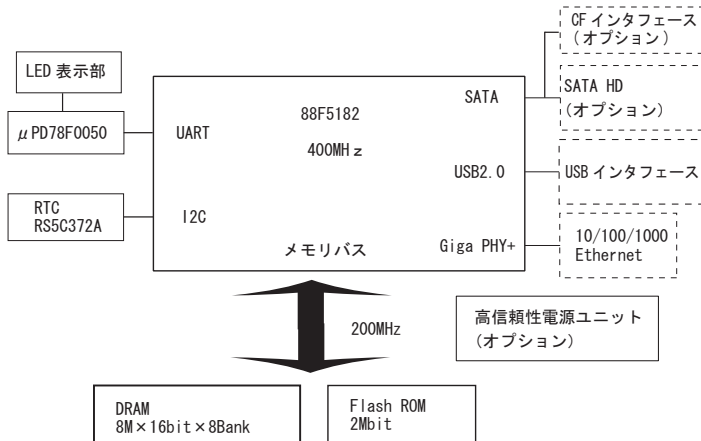 CF インタフェース
(オプション)
LED 表示部
SATA
SATA HD
(オプション)
88F5182
μPD78F0050
UART
400MHz
USB2.0
USB インタフェース
RTC
RS5C372A
I2C
10/100/1000
Ethernet
メモリバス
Giga PHY+
200MHz
高信頼性電源ユニット
(オプション)
DRAM
8M×16bit×8Bank
Flash ROM
2Mbit